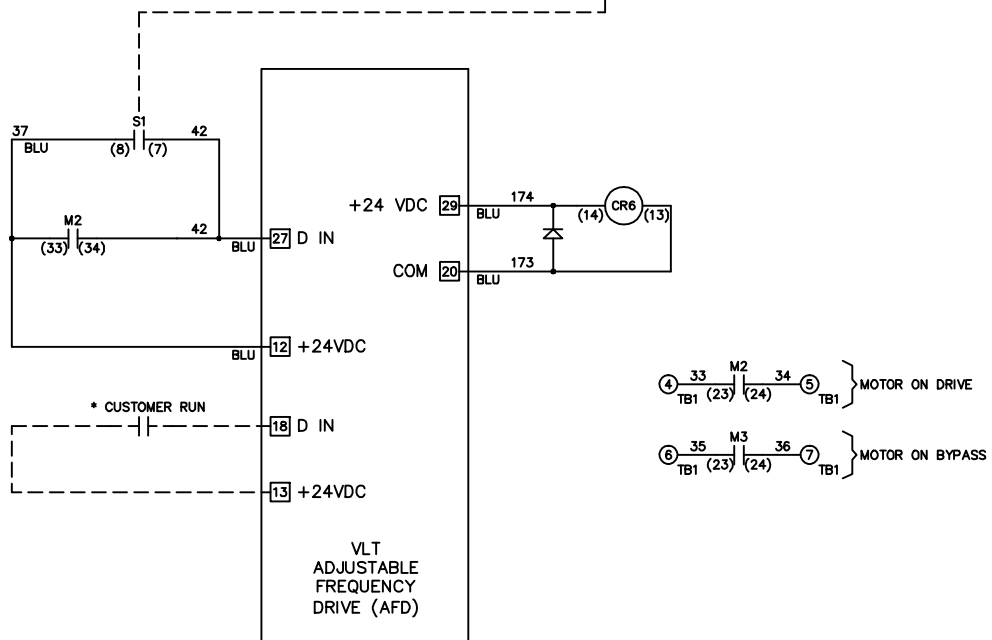 S1
37 42
BLU (8) (7)
M2
42
(33) (34) BLU 27 D IN
+24 VDC 29 174
BLU (14) CR6 (13)
COM 20 173
BLU
BLU 12 +24VDC
* CUSTOMER RUN
18 D IN
13 +24VDC
VLT
ADJUSTABLE
FREQUENCY
DRIVE (AFD)
M2
4 33 34 5 MOTOR ON DRIVE
TB1 (23) (24) TB1
M3
6 35 36 7 MOTOR ON BYPASS
TB1 (23) (24) TB1